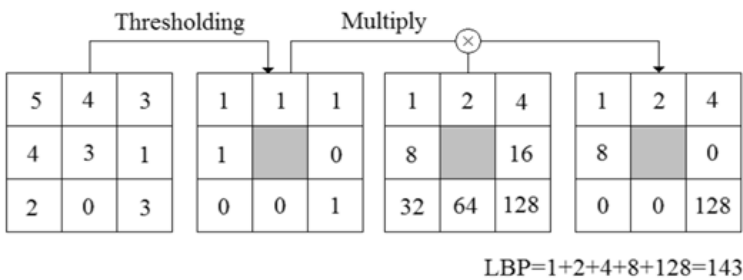 Thresholding Multiply
5 4 3 1 1 1 1 2 4 1 2 4
4 3 1 1 0 8 16 8 0
2 0 3 0 0 1 32 64 128 0 0 128
LBP=1+2+4+8+128=143